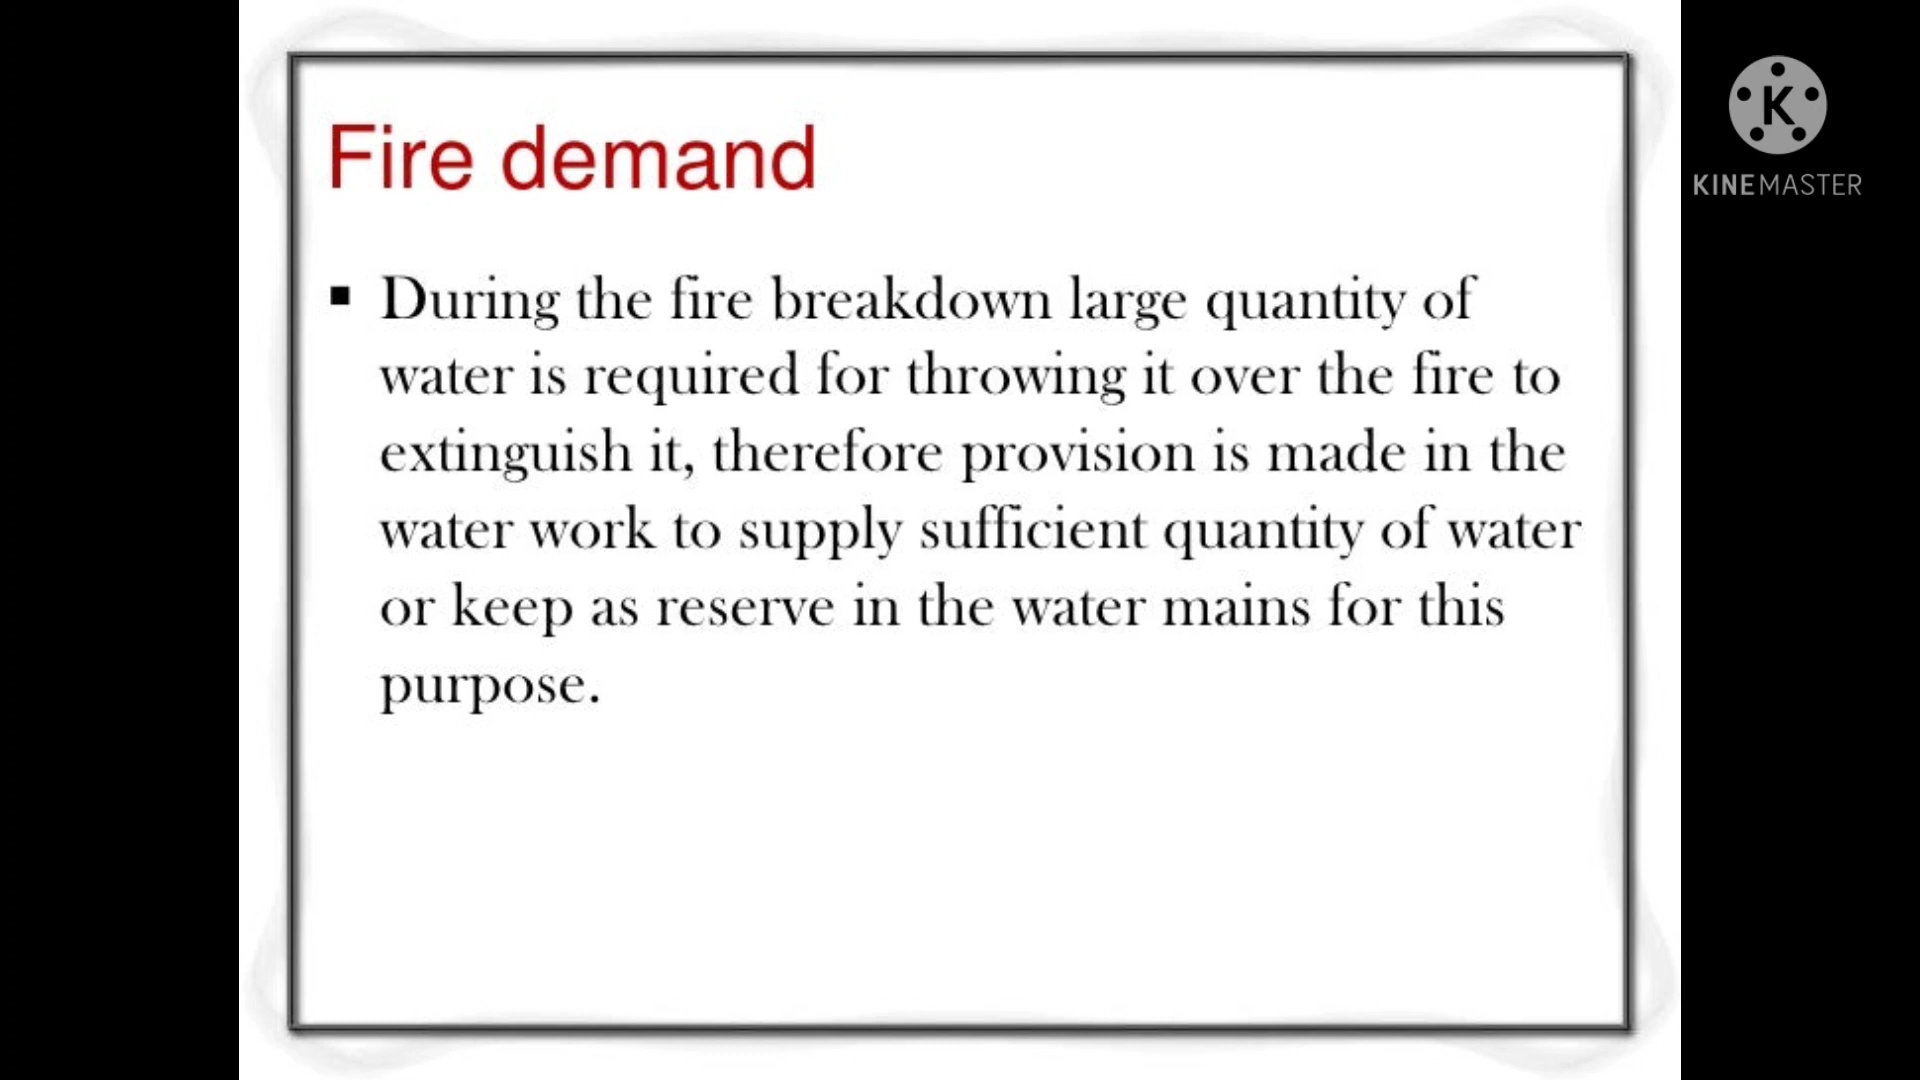 Fire demand
▪ During the fire breakdown large quantity of
water is required for throwing it over the fire to
extinguish it, therefore provision is made in the
water work to supply sufficient quantity of water
or keep as reserve in the water mains for this
purpose.
K
KINEMASTER